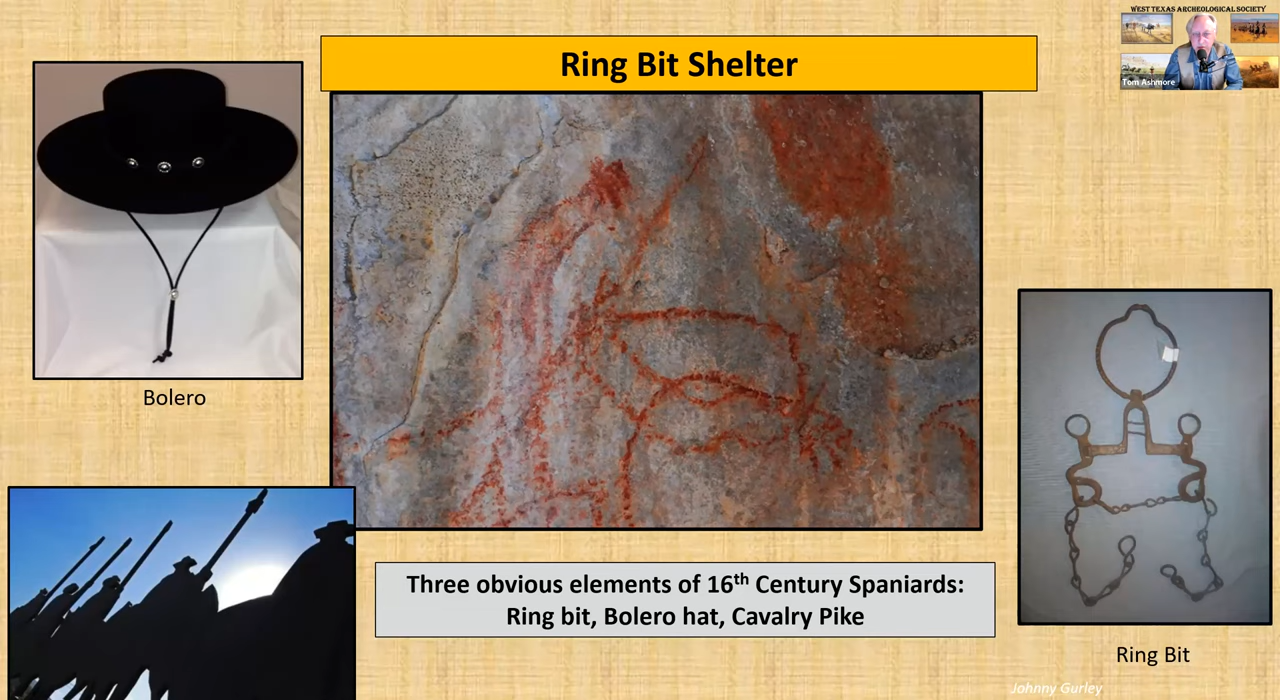 WEST TEXAS ARCHEOLOGICAL SOCIETY
Tom Ashmore
Ring Bit Shelter
Bolero
Three obvious elements of 16th Century Spaniards:
Ring bit, Bolero hat, Cavalry Pike
Ring Bit
Johnny Gurley